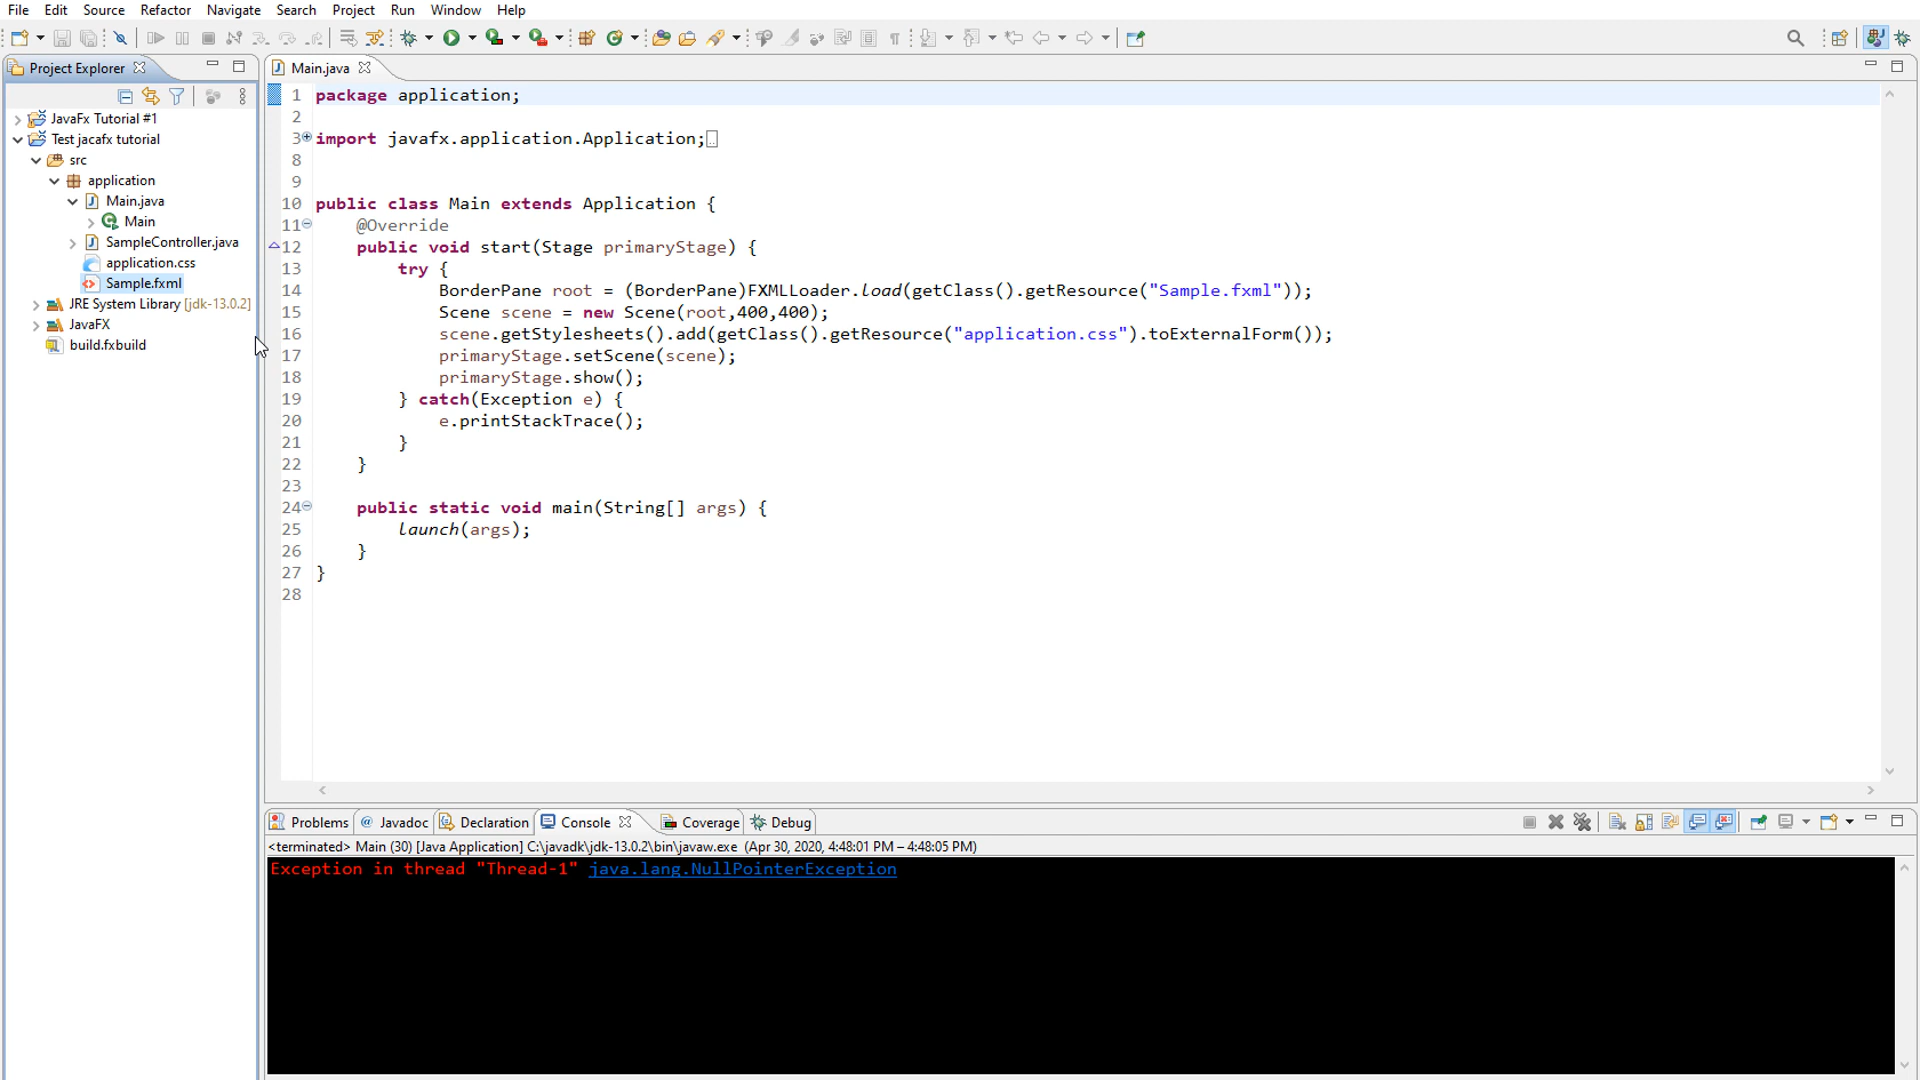 File Edit Source Refactor Navigate Search Project Run Window Help
Project Explorer
JavaFx Tutorial #1
Test jacafx tutorial
src
application
Main.java
Main
SampleController.java
application.css
Sample.fxml
JRE System Library [jdk-13.0.2]
JavaFX
build.fxbuild
Main.java
1 package application;
2
3 import javafx.application.Application;
8
9
10 public class Main extends Application {
11 @Override
12 public void start(Stage primaryStage) {
13 try {
14 BorderPane root = (BorderPane)FXMLLoader.load(getClass().getResource("Sample.fxml"));
15 Scene scene = new Scene(root,400,400);
16 scene.getStylesheets().add(getClass().getResource("application.css").toExternalForm());
17 primaryStage.setScene(scene);
18 primaryStage.show();
19 } catch(Exception e) {
20 e.printStackTrace();
21 }
22 }
23
24 public static void main(String[] args) {
25 launch(args);
26 }
27 }
28
Problems @ Javadoc Declaration Console Coverage Debug
<terminated> Main (30) [Java Application] C:\javadk\jdk-13.0.2\bin\javaw.exe (Apr 30, 2020, 4:48:01 PM – 4:48:05 PM)
Exception in thread "Thread-1" java.lang.NullPointerException